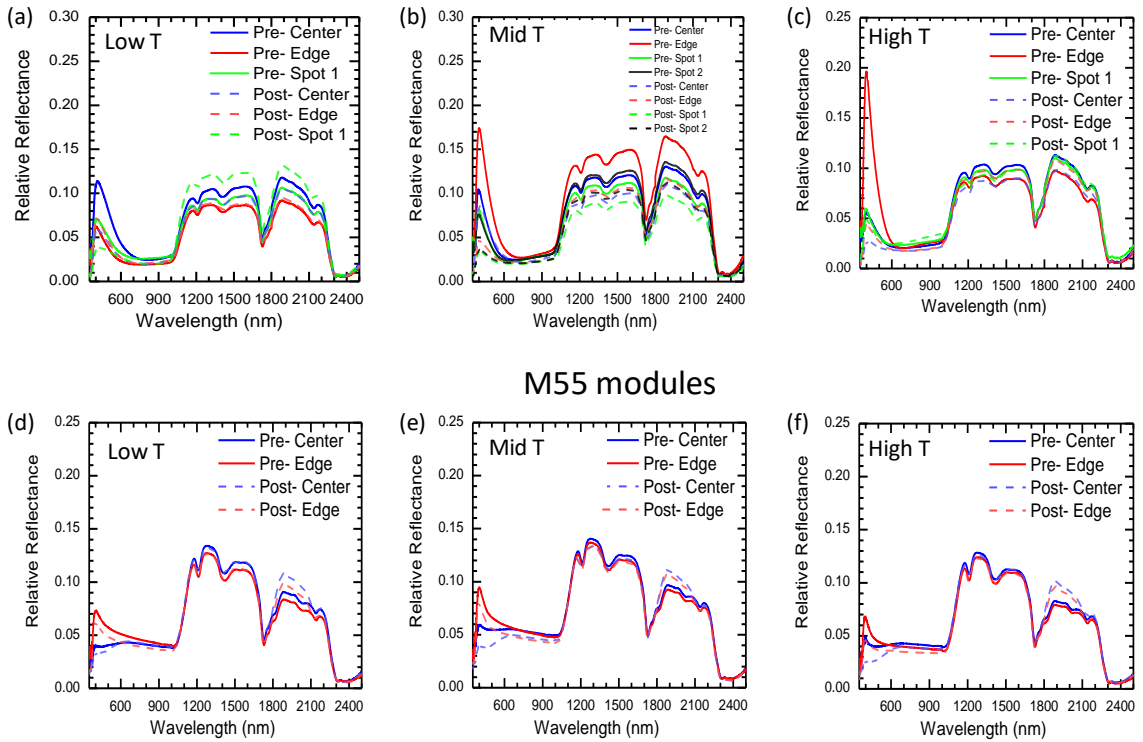 (a)
Low T
Pre- Center
Pre- Edge
Pre- Spot 1
Post- Center
Post- Edge
Post- Spot 1
0.30
0.25
0.20
0.15
0.10
0.05
0.00
Relative Reflectance
600 900 1200 1500 1800 2100 2400
Wavelength (nm)
(b)
Mid T
Pre- Center
Pre- Edge
Pre- Spot 1
Pre- Spot 2
Post- Center
Post- Edge
Post- Spot 1
Post- Spot 2
0.30
0.25
0.20
0.15
0.10
0.05
0.00
Relative Reflectance
600 900 1200 1500 1800 2100 2400
Wavelength (nm)
(c)
High T
Pre- Center
Pre- Edge
Pre- Spot 1
Post- Center
Post- Edge
Post- Spot 1
0.25
0.20
0.15
0.10
0.05
0.00
Relative Reflectance
600 900 1200 1500 1800 2100 2400
Wavelength (nm)
M55 modules
(d)
Low T
Pre- Center
Pre- Edge
Post- Center
Post- Edge
0.25
0.20
0.15
0.10
0.05
0.00
Relative Reflectance
600 900 1200 1500 1800 2100 2400
Wavelength (nm)
(e)
Mid T
Pre- Center
Pre- Edge
Post- Center
Post- Edge
0.25
0.20
0.15
0.10
0.05
0.00
Relative Reflectance
600 900 1200 1500 1800 2100 2400
Wavelength (nm)
(f)
High T
Pre- Center
Pre- Edge
Post- Center
Post- Edge
0.25
0.20
0.15
0.10
0.05
0.00
Relative Reflectance
600 900 1200 1500 1800 2100 2400
Wavelength (nm)